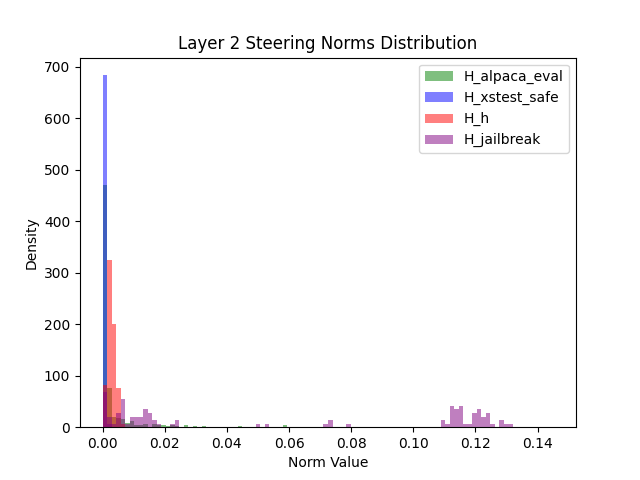 Layer 2 Steering Norms Distribution
700
600
500
400
300
200
100
0
Density
H_alpaca_eval
H_xstest_safe
H_h
H_jailbreak
0.00 0.02 0.04 0.06 0.08 0.10 0.12 0.14
Norm Value